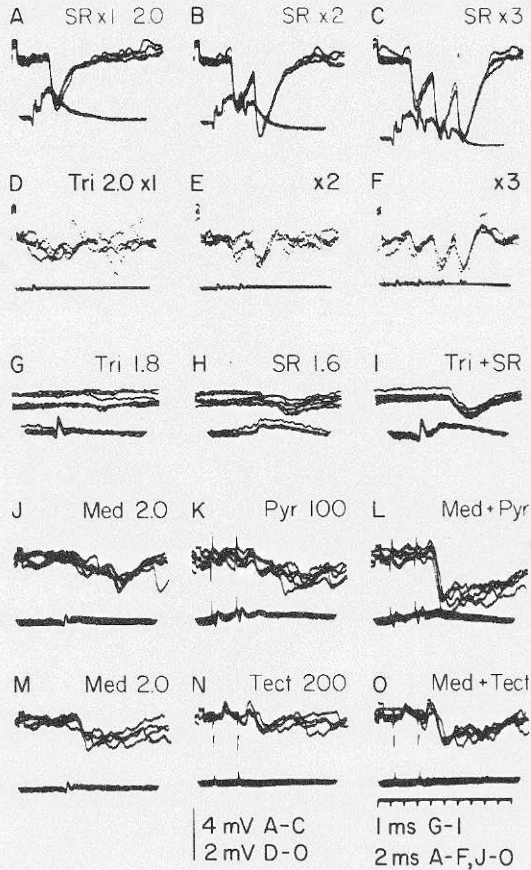 A SR x1 2.0
B SR x2
C SR x3
D Tri 2.0 x1
E x2
F x3
G Tri 1.8
H SR 1.6
I Tri + SR
J Med 2.0
K Pyr 100
L Med + Pyr
M Med 2.0
N Tect 200
O Med + Tect
4 mV A-C
2 mV D-O
1 ms G-I
2 ms A-F, J-O